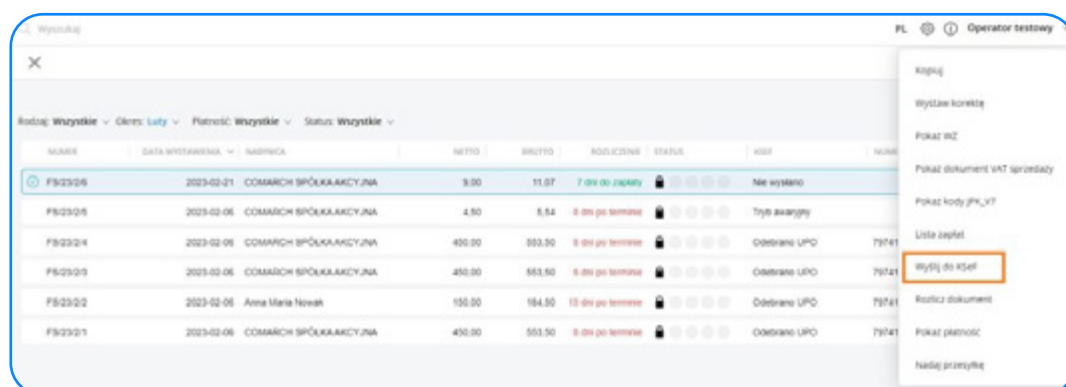 Wyszukaj PL Operator testowy
Kopiuj
Wystaw korektę
Pokaż WZ
Pokaż dokument VAT sprzedaży
Pokaż kody JPK_V7
Lista zapłat
Wyślij do KSeF
Rozlicz dokument
Pokaż płatność
Nadaj przesyłkę
Rodzaj: Wszystkie Okres: Luty Płatność: Wszystkie Status: Wszystkie
NUMER DATA WYSTAWIENIA NABYWCA NETTO BRUTTO ROZLICZENIE STATUS KSEF
FS/23/2/6 2023-02-21 COMARCH SPÓŁKA AKCYJNA 9,00 11,07 7 dni do zapłaty Nie wysłano
FS/23/2/5 2023-02-06 COMARCH SPÓŁKA AKCYJNA 4,50 5,54 8 dni po terminie Tryb awaryjny
FS/23/2/4 2023-02-06 COMARCH SPÓŁKA AKCYJNA 450,00 553,50 8 dni po terminie Odebrano UPO 79741
FS/23/2/3 2023-02-06 COMARCH SPÓŁKA AKCYJNA 450,00 553,50 8 dni po terminie Odebrano UPO 79741
FS/23/2/2 2023-02-06 Anna Maria Nowak 150,00 184,50 15 dni po terminie Odebrano UPO 79741
FS/23/2/1 2023-02-06 COMARCH SPÓŁKA AKCYJNA 450,00 553,50 8 dni po terminie Odebrano UPO 79741